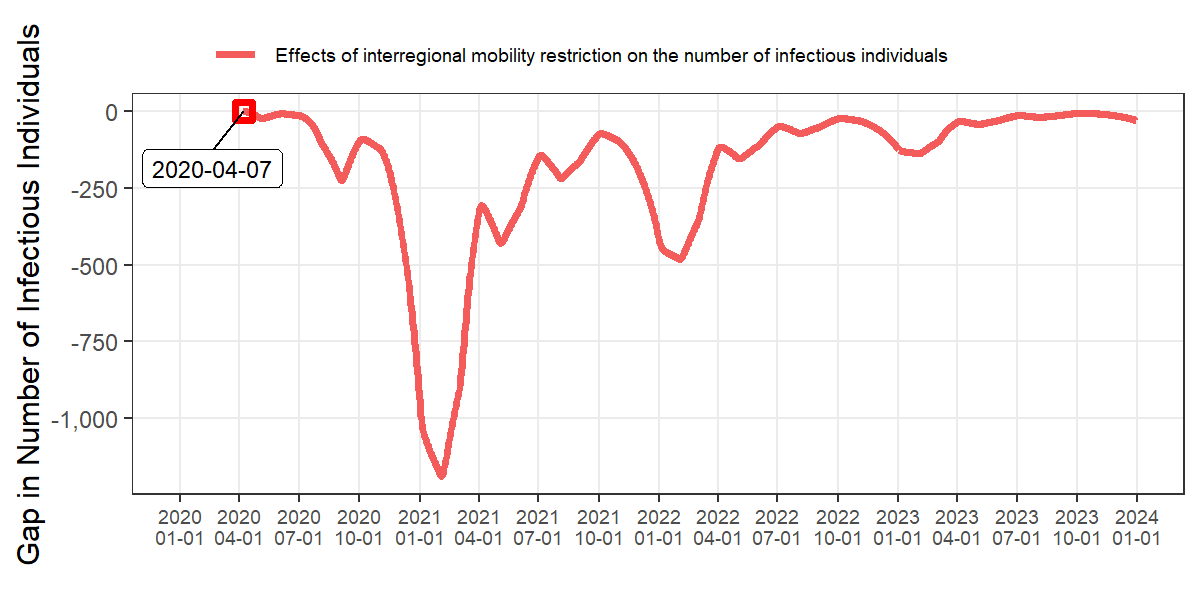 Effects of interregional mobility restriction on the number of infectious individuals
Gap in Number of Infectious Individuals
0
-250
-500
-750
-1,000
2020-04-07
2020 2020 2020 2020 2021 2021 2021 2021 2022 2022 2022 2022 2023 2023 2023 2023 2024
01-01 04-01 07-01 10-01 01-01 04-01 07-01 10-01 01-01 04-01 07-01 10-01 01-01 04-01 07-01 10-01 01-01